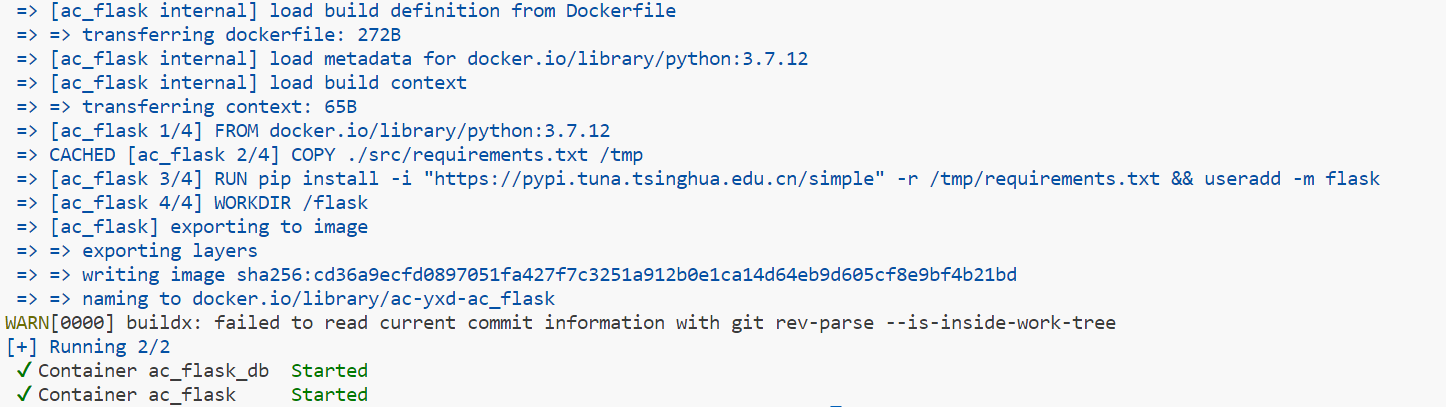 => [ac_flask internal] load build definition from Dockerfile
=> => transferring dockerfile: 272B
=> [ac_flask internal] load metadata for docker.io/library/python:3.7.12
=> [ac_flask internal] load build context
=> => transferring context: 65B
=> [ac_flask 1/4] FROM docker.io/library/python:3.7.12
=> CACHED [ac_flask 2/4] COPY ./src/requirements.txt /tmp
=> [ac_flask 3/4] RUN pip install -i "https://pypi.tuna.tsinghua.edu.cn/simple" -r /tmp/requirements.txt && useradd -m flask
=> [ac_flask 4/4] WORKDIR /flask
=> [ac_flask] exporting to image
=> => exporting layers
=> => writing image sha256:cd36a9ecfd0897051fa427f7c3251a912b0e1ca14d64eb9d605cf8e9bf4b21bd
=> => naming to docker.io/library/ac-yxd-ac_flask
WARN[0000] buildx: failed to read current commit information with git rev-parse --is-inside-work-tree
[+] Running 2/2
✓ Container ac_flask_db  Started
✓ Container ac_flask     Started